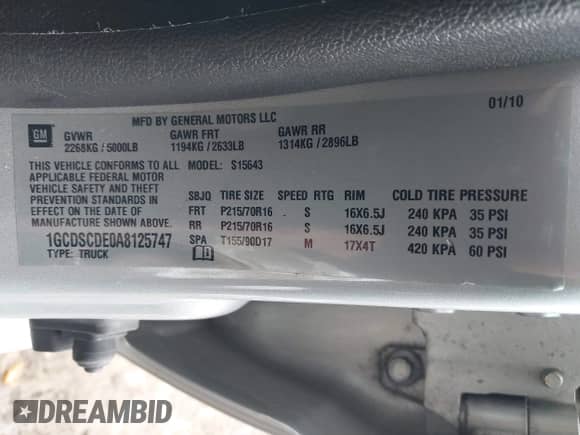 MFD BY GENERAL MOTORS LLC 01/10
GM GVWR GAWR FRT GAWR RR
2268KG / 5000LB 1194KG / 2633LB 1314KG / 2896LB
THIS VEHICLE CONFORMS TO ALL MODEL: S15643
APPLICABLE FEDERAL MOTOR
VEHICLE SAFETY AND THEFT SBJQ TIRE SIZE SPEED RTG RIM COLD TIRE PRESSURE
PREVENTION STANDARDS IN FRT P215/70R16 S 16X6.5J 240 KPA 35 PSI
EFFECT ON THE DATE OF
MANUFACTURE SHOWN ABOVE. RR P215/70R16 S 16X6.5J 240 KPA 35 PSI
1GCDSCDE0A8125747 SPA T155/90D17 M 17X4T 420 KPA 60 PSI
TYPE: TRUCK
DREAMBID